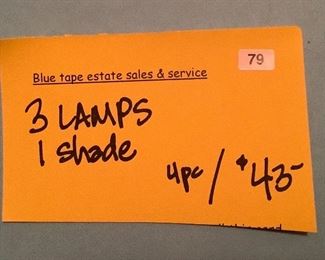 79
Blue tape estate sales & service
3 LAMPS
1 shade
4pc / $43-